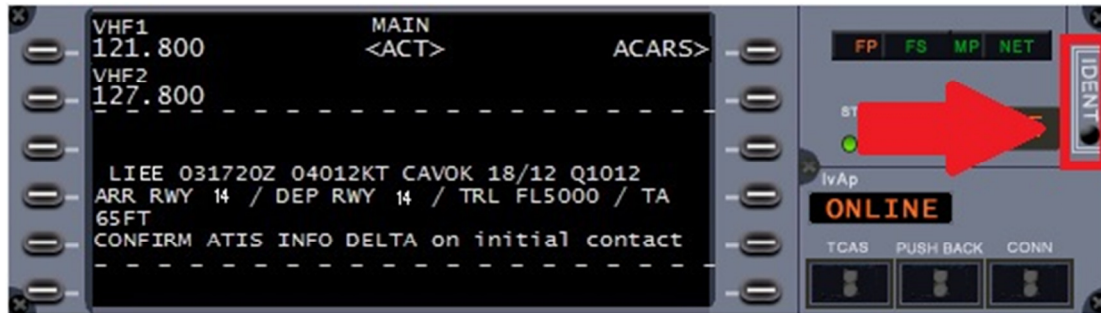 VHF1 MAIN
121.800 <ACT> ACARS>
VHF2
127.800
LIEE 031720Z 04012KT CAVOK 18/12 Q1012
ARR RWY 14 / DEP RWY 14 / TRL FL5000 / TA
65FT
CONFIRM ATIS INFO DELTA on initial contact
FP FS MP NET
IDENT
IvAp
ONLINE
TCAS PUSH BACK CONN